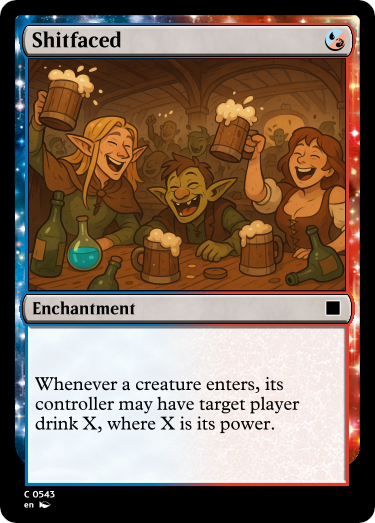 Shitfaced
Enchantment
Whenever a creature enters, its
controller may have target player
drink X, where X is its power.
C 0543
en